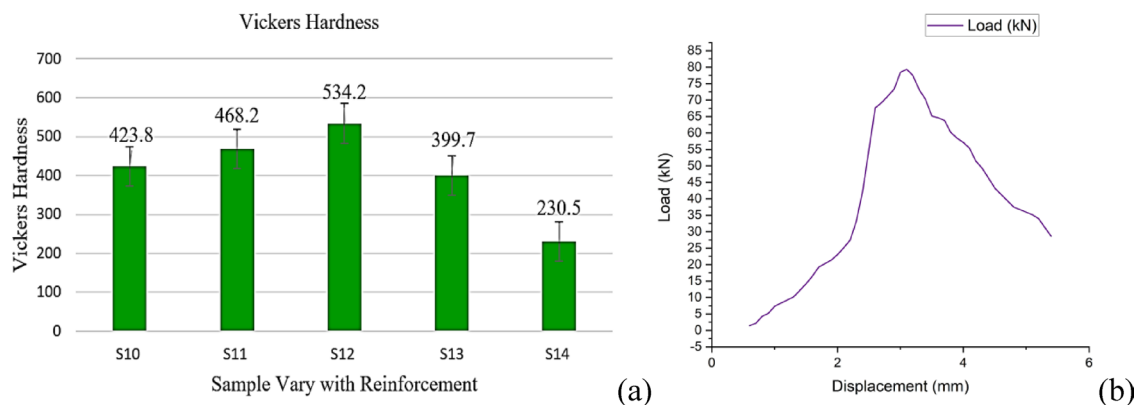 Vickers Hardness
700
600
500
400
300
200
100
0
Vickers Hardness
423.8
468.2
534.2
399.7
230.5
S10
S11
S12
S13
S14
Sample Vary with Reinforcement
(a)
Load (kN)
85
80
75
70
65
60
55
50
45
40
35
30
25
20
15
10
5
0
-5
Load (kN)
0
2
4
6
Displacement (mm)
(b)